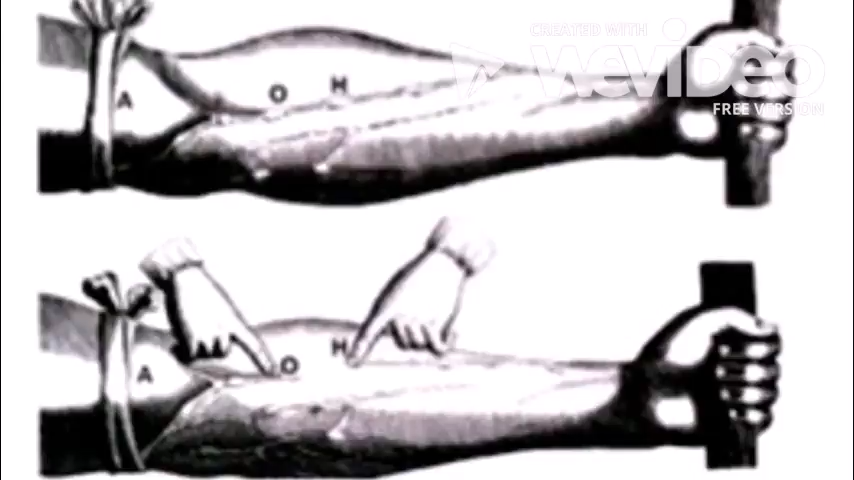 CREATED WITH
WeVideo
FREE VERSION
A
O
H
A
O
H